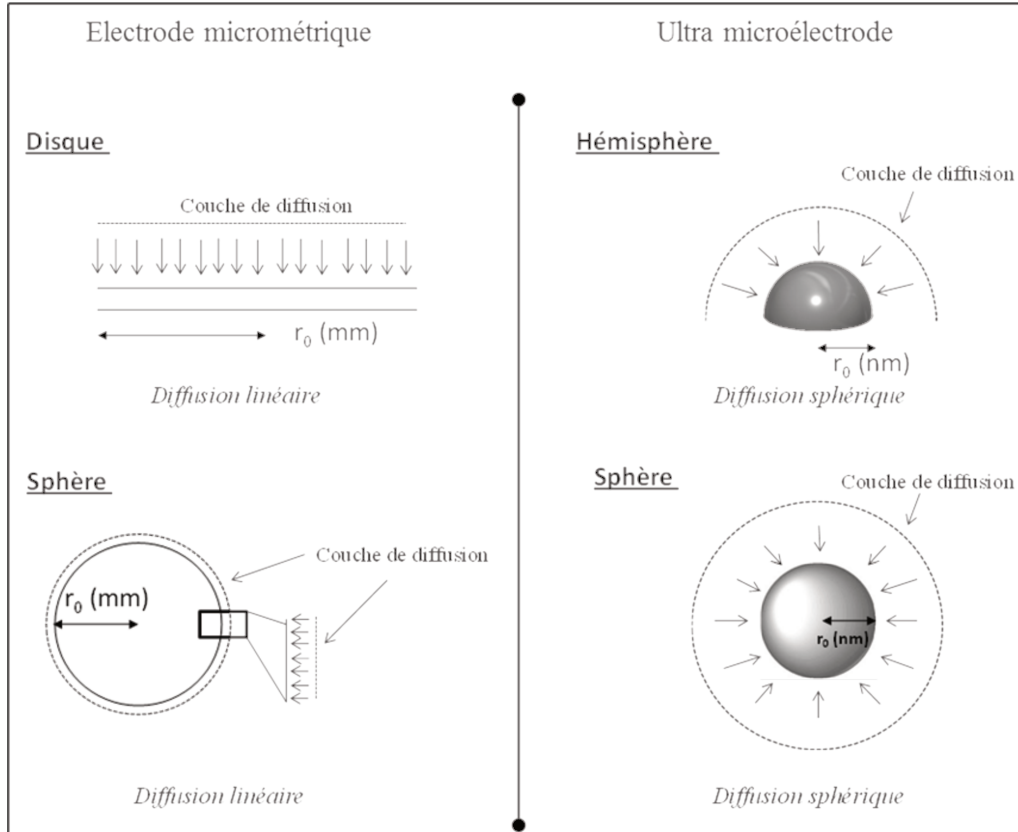 Electrode micrométrique
Disque
Couche de diffusion
r₀ (mm)
Diffusion linéaire
Sphère
Couche de diffusion
r₀ (mm)
Diffusion linéaire
Ultra microélectrode
Hémisphère
Couche de diffusion
r₀ (nm)
Diffusion sphérique
Sphère
Couche de diffusion
r₀ (nm)
Diffusion sphérique